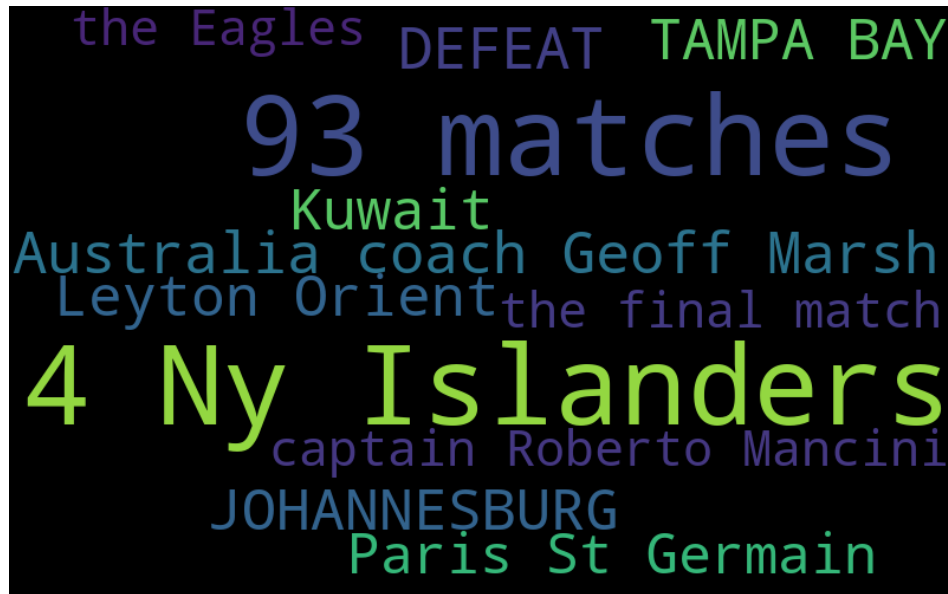 the Eagles
DEFEAT
TAMPA BAY
93 matches
Kuwait
Australia coach Geoff Marsh
Leyton Orient
the final match
4 Ny Islanders
captain Roberto Mancini
JOHANNESBURG
Paris St Germain